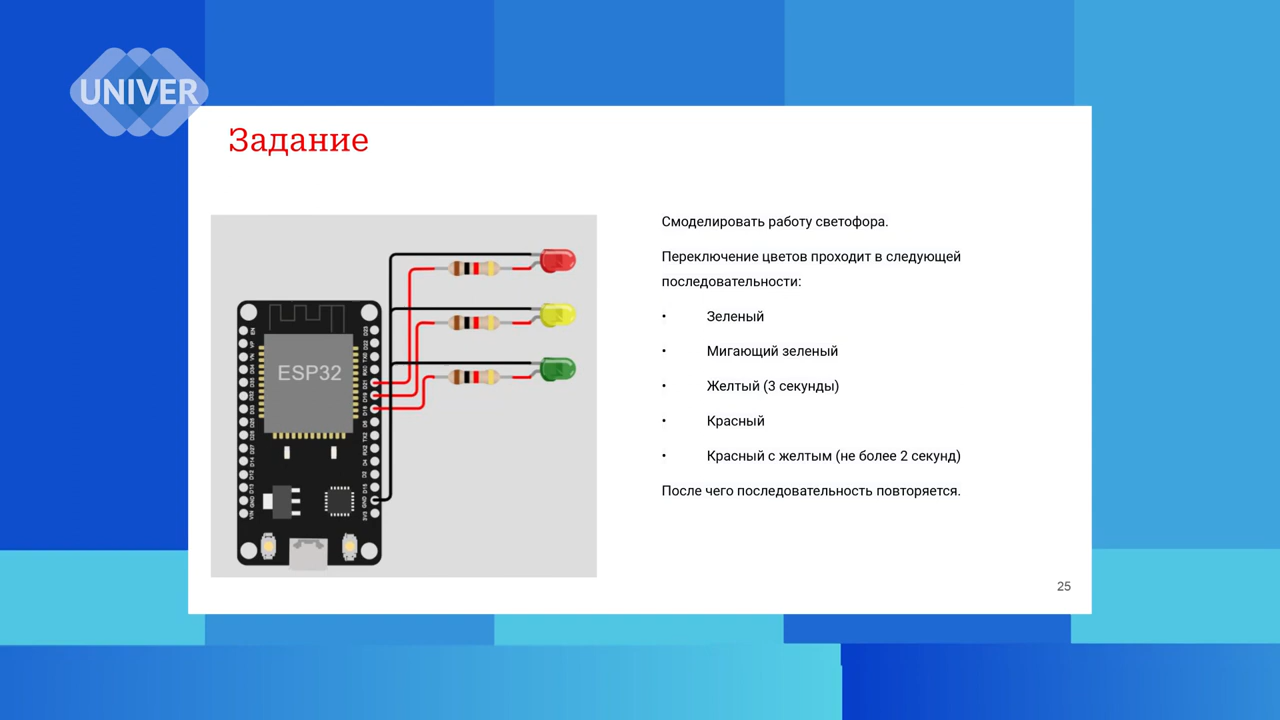 UNIVER
Задание
Смоделировать работу светофора.
Переключение цветов проходит в следующей
последовательности:
• Зеленый
• Мигающий зеленый
• Желтый (3 секунды)
• Красный
• Красный с желтым (не более 2 секунд)
После чего последовательность повторяется.
ESP32
25